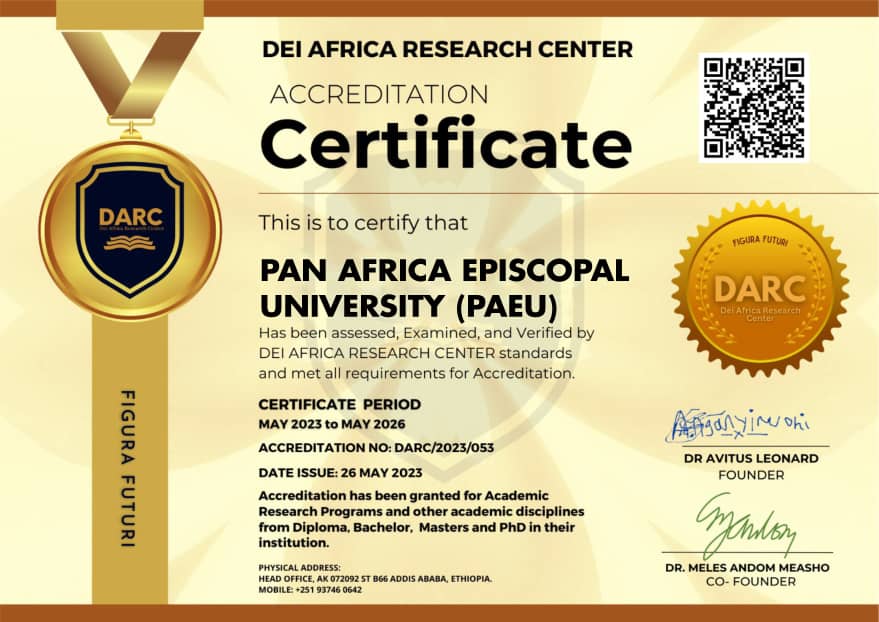 DEI AFRICA RESEARCH CENTER
ACCREDITATION
Certificate
This is to certify that
PAN AFRICA EPISCOPAL
UNIVERSITY (PAEU)
Has been assessed, Examined, and Verified by
DEI AFRICA RESEARCH CENTER standards
and met all requirements for Accreditation.
CERTIFICATE PERIOD
MAY 2023 to MAY 2026
ACCREDITATION NO: DARC/2023/053
DATE ISSUE: 26 MAY 2023
Accreditation has been granted for Academic
Research Programs and other academic disciplines
from Diploma, Bachelor, Masters and PhD in their
institution.
PHYSICAL ADDRESS:
HEAD OFFICE, AK 072092 ST B66 ADDIS ABABA, ETHIOPIA.
MOBILE: +251 93746 0642
DARC
Dei Africa Research Center
FIGURA FUTURI
FIGURA FUTURI
DARC
Dei Africa Research
Center
DR AVITUS LEONARD
FOUNDER
DR. MELES ANDOM MEASHO
CO- FOUNDER